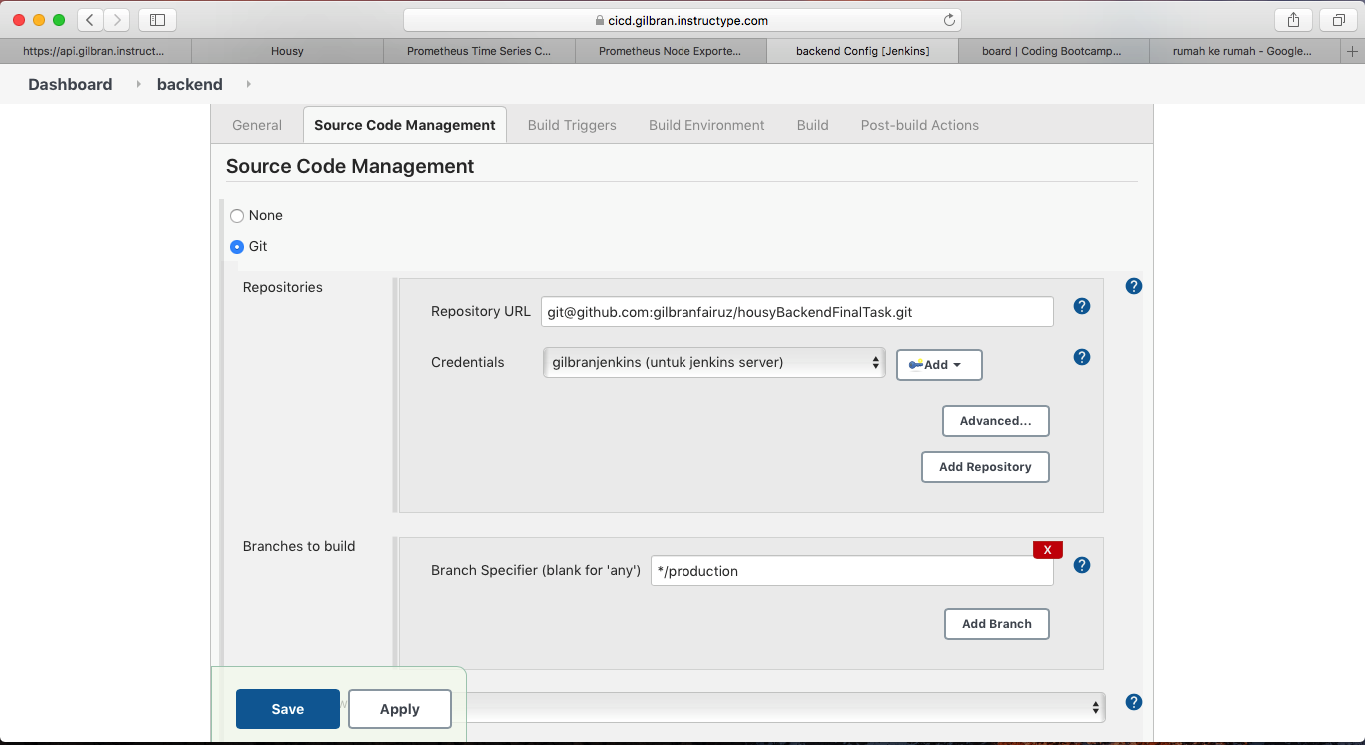 cicd.gilbran.instructype.com
https://api.gilbran.instruct...
Housy
Prometheus Time Series C...
Prometheus Noce Exporte...
backend Config [Jenkins]
board | Coding Bootcamp...
rumah ke rumah - Google...
Dashboard
backend
General
Source Code Management
Build Triggers
Build Environment
Build
Post-build Actions
Source Code Management
None
Git
Repositories
Repository URL
git@github.com:gilbranfairuz/housyBackendFinalTask.git
Credentials
gilbranjenkins (untuk jenkins server)
Add
Advanced...
Add Repository
Branches to build
X
Branch Specifier (blank for 'any')
*/production
Add Branch
Save
Apply